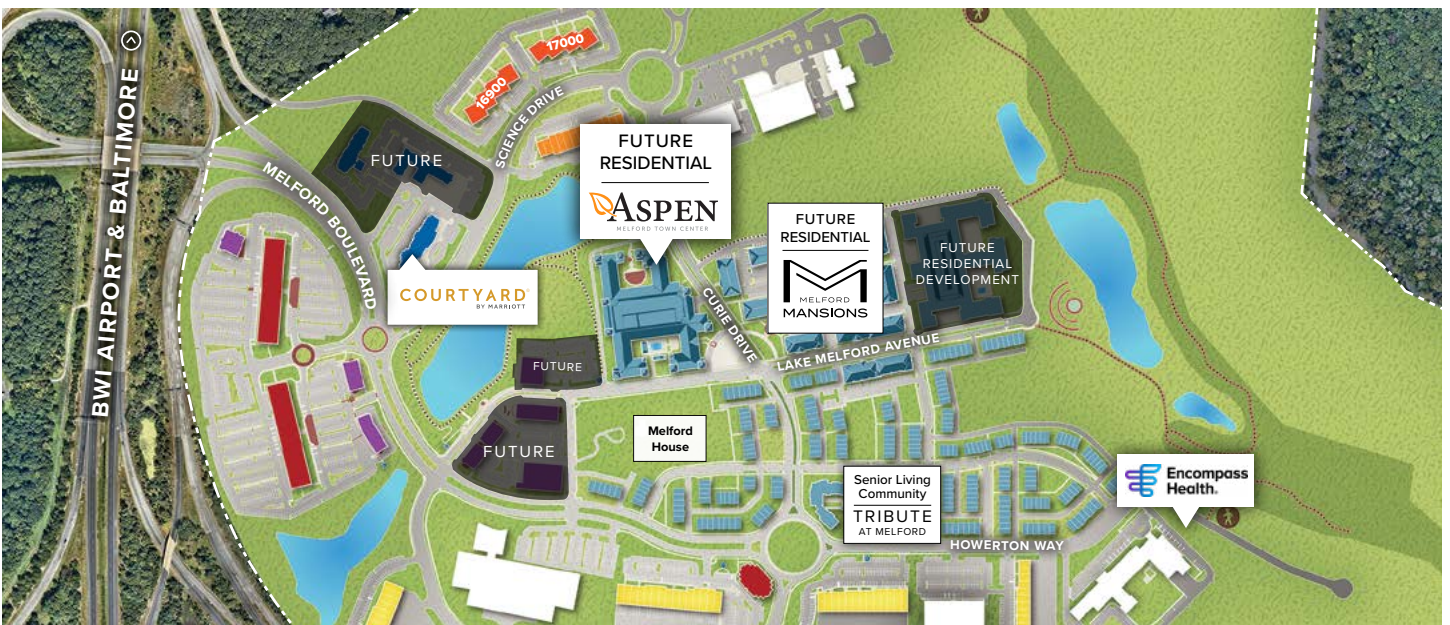 17000
16900
SCIENCE DRIVE
BWI AIRPORT & BALTIMORE
FUTURE
MELFORD BOULEVARD
FUTURE
RESIDENTIAL
ASPEN
MELFORD TOWN CENTER
FUTURE
RESIDENTIAL
M
MELFORD
MANSIONS
FUTURE
RESIDENTIAL
DEVELOPMENT
COURTYARD®
BY MARRIOTT
CURIE DRIVE
LAKE MELFORD AVENUE
FUTURE
FUTURE
Melford
House
Senior Living
Community
TRIBUTE
AT MELFORD
Encompass
Health.
HOWERTON WAY